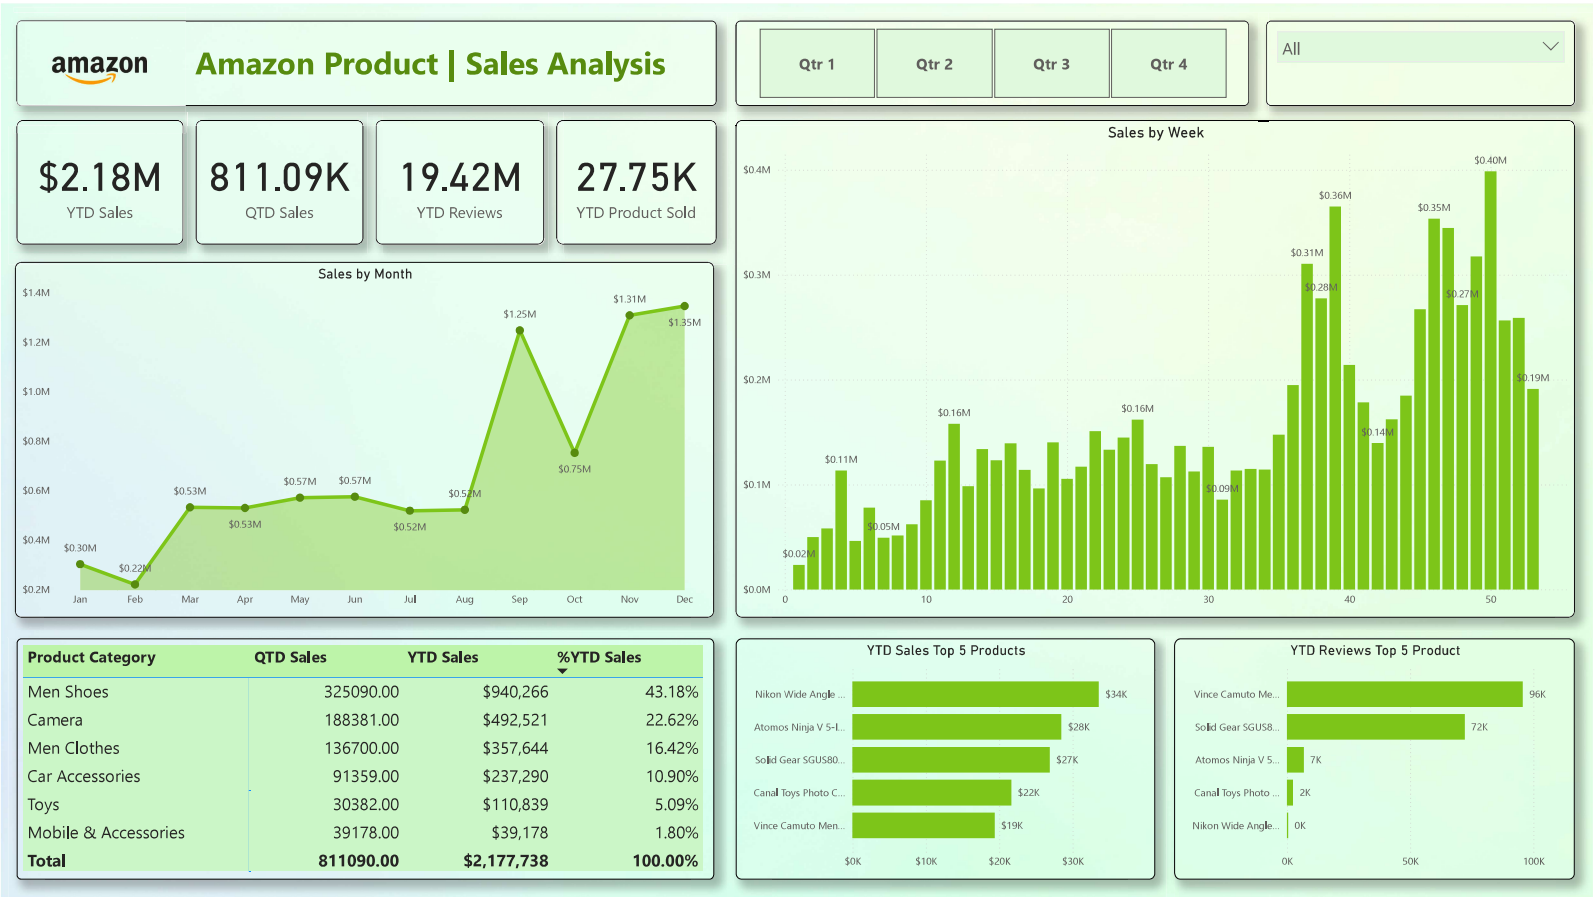 amazon
Amazon Product | Sales Analysis
Qtr 1 Qtr 2 Qtr 3 Qtr 4
All
$2.18M
YTD Sales
811.09K
QTD Sales
19.42M
YTD Reviews
27.75K
YTD Product Sold
Sales by Month
$1.4M
$1.2M
$1.0M
$0.8M
$0.6M
$0.4M
$0.2M
$0.30M
$0.22M
$0.53M
$0.53M
$0.57M
$0.57M
$0.52M
$0.52M
$1.25M
$0.75M
$1.31M
$1.35M
Jan Feb Mar Apr May Jun Jul Aug Sep Oct Nov Dec
Sales by Week
$0.4M
$0.3M
$0.2M
$0.1M
$0.0M
$0.02M
$0.11M
$0.05M
$0.16M
$0.16M
$0.09M
$0.31M
$0.28M
$0.36M
$0.14M
$0.35M
$0.27M
$0.40M
$0.19M
0 10 20 30 40 50
Product Category QTD Sales YTD Sales %YTD Sales
Men Shoes 325090.00 $940,266 43.18%
Camera 188381.00 $492,521 22.62%
Men Clothes 136700.00 $357,644 16.42%
Car Accessories 91359.00 $237,290 10.90%
Toys 30382.00 $110,839 5.09%
Mobile & Accessories 39178.00 $39,178 1.80%
Total 811090.00 $2,177,738 100.00%
YTD Sales Top 5 Products
Nikon Wide Angle ... $34K
Atomos Ninja V 5-I... $28K
Solid Gear SGUS80... $27K
Canal Toys Photo C... $22K
Vince Camuto Men... $19K
$0K $10K $20K $30K
YTD Reviews Top 5 Product
Vince Camuto Me... 96K
Solid Gear SGUS8... 72K
Atomos Ninja V 5... 7K
Canal Toys Photo ... 2K
Nikon Wide Angle... 0K
0K 50K 100K